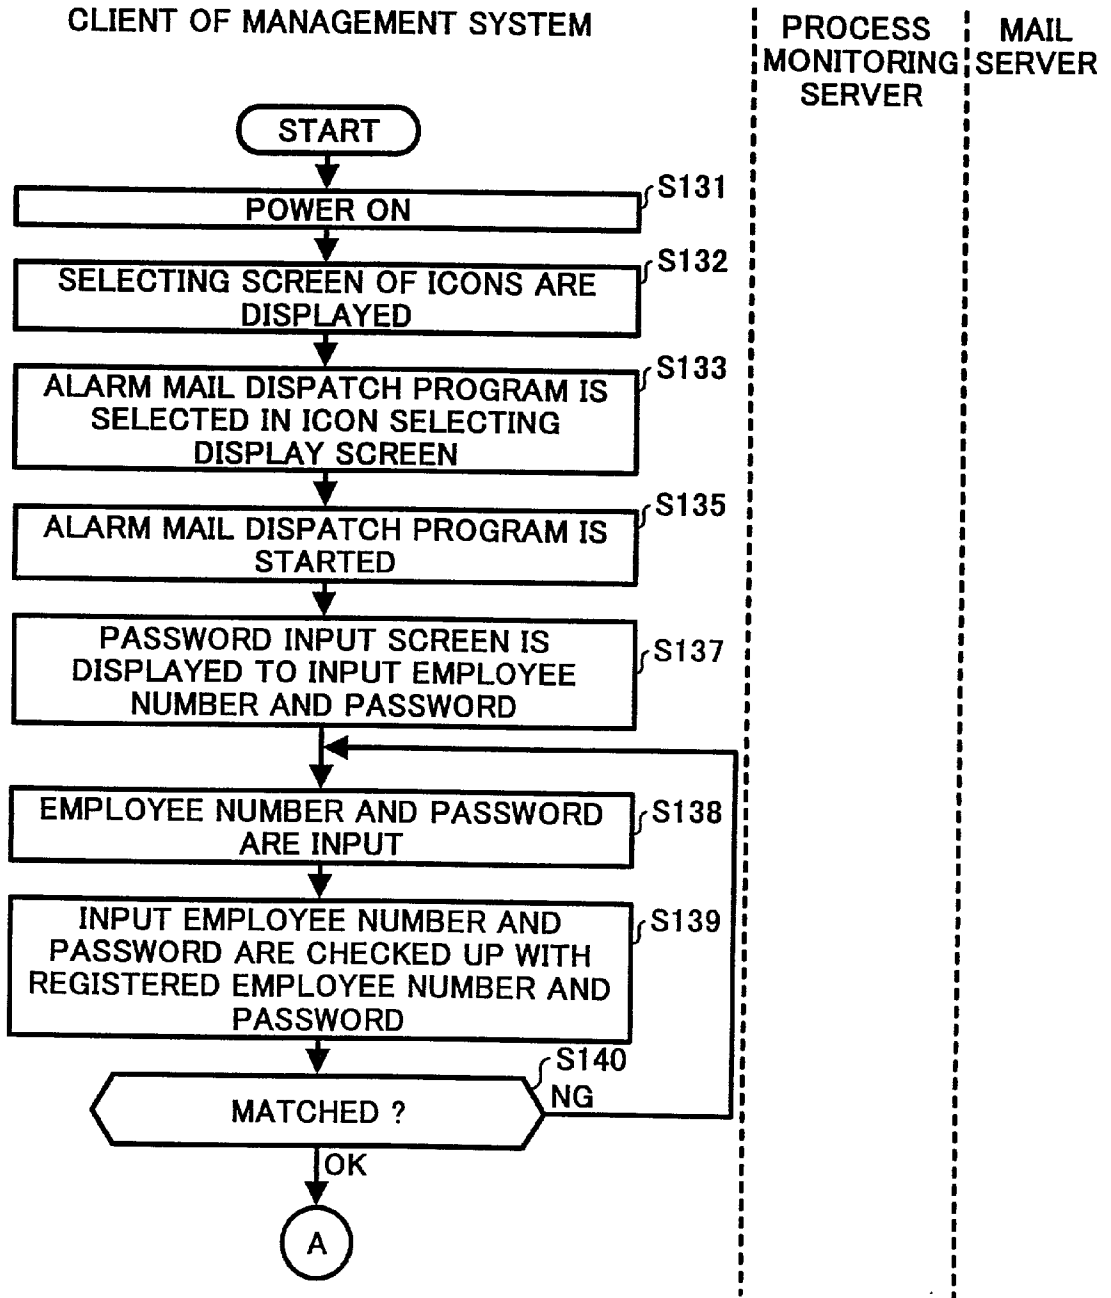 CLIENT OF MANAGEMENT SYSTEM
PROCESS
MONITORING
SERVER
MAIL
SERVER
START
S131
POWER ON
S132
SELECTING SCREEN OF ICONS ARE
DISPLAYED
S133
ALARM MAIL DISPATCH PROGRAM IS
SELECTED IN ICON SELECTING
DISPLAY SCREEN
S135
ALARM MAIL DISPATCH PROGRAM IS
STARTED
S137
PASSWORD INPUT SCREEN IS
DISPLAYED TO INPUT EMPLOYEE
NUMBER AND PASSWORD
S138
EMPLOYEE NUMBER AND PASSWORD
ARE INPUT
S139
INPUT EMPLOYEE NUMBER AND
PASSWORD ARE CHECKED UP WITH
REGISTERED EMPLOYEE NUMBER AND
PASSWORD
S140
MATCHED ?
NG
OK
A